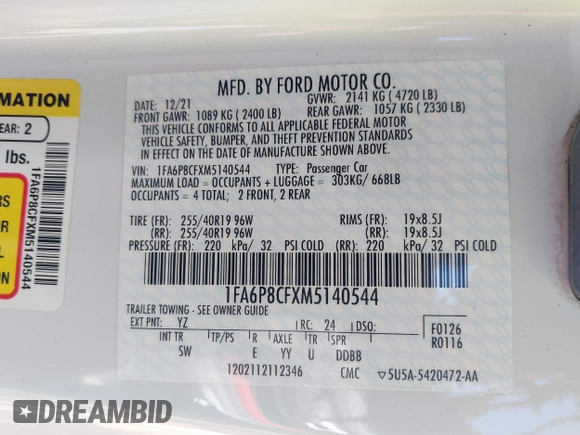 RMATION
EAR: 2
lbs.
1FA6P8CFXM5140544
RS
OR
L
ON
MFD. BY FORD MOTOR CO.
DATE: 12/21 GVWR: 2141 KG ( 4720 LB)
FRONT GAWR: 1089 KG ( 2400 LB) REAR GAWR: 1057 KG ( 2330 LB)
THIS VEHICLE CONFORMS TO ALL APPLICABLE FEDERAL MOTOR
VEHICLE SAFETY, BUMPER, AND THEFT PREVENTION STANDARDS
IN EFFECT ON THE DATE OF MANUFACTURE SHOWN ABOVE.
VIN: 1FA6P8CFXM5140544 TYPE: Passenger Car
MAXIMUM LOAD = OCCUPANTS + LUGGAGE = 303KG/ 668LB
OCCUPANTS = 4 TOTAL; 2 FRONT, 2 REAR
TIRE (FR): 255/40R19 96W RIMS (FR): 19x8.5J
(RR): 255/40R19 96W (RR): 19x8.5J
PRESSURE (FR): 220 kPa/ 32 PSI COLD (RR): 220 kPa/ 32 PSI COLD
1FA6P8CFXM5140544
TRAILER TOWING - SEE OWNER GUIDE
EXT PNT: YZ RC: 24 DSO: F0126
INT TR TP/PS R AXLE TR SPR R0116
SW E YY U DDBB
1202112112346 CMC ▽5U5A-5420472-AA
DREAMBID